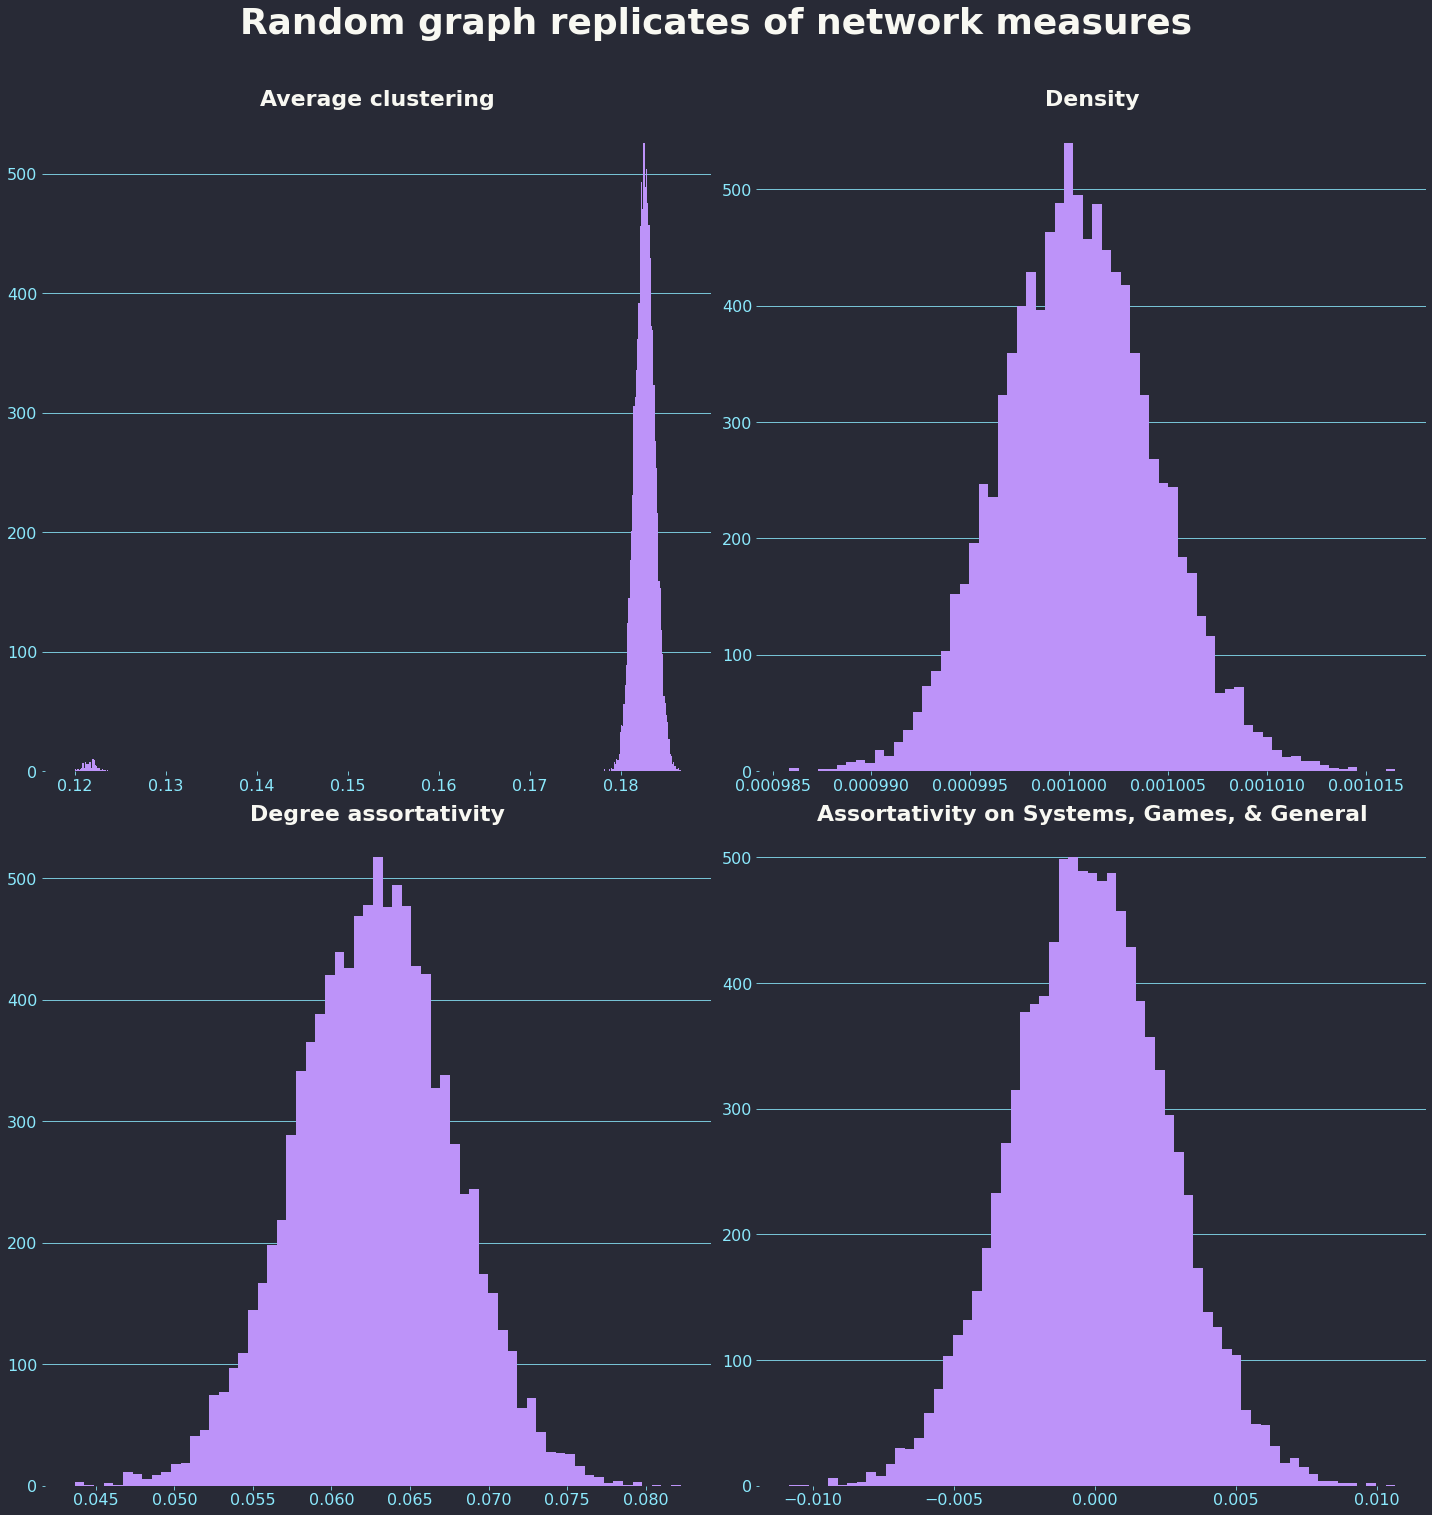 Random graph replicates of network measures
Average clustering
500
400
300
200
100
0
0.12 0.13 0.14 0.15 0.16 0.17 0.18
Density
500
400
300
200
100
0
0.000985 0.000990 0.000995 0.001000 0.001005 0.001010 0.001015
Degree assortativity
500
400
300
200
100
0
0.045 0.050 0.055 0.060 0.065 0.070 0.075 0.080
Assortativity on Systems, Games, & General
500
400
300
200
100
0
−0.010 −0.005 0.000 0.005 0.010